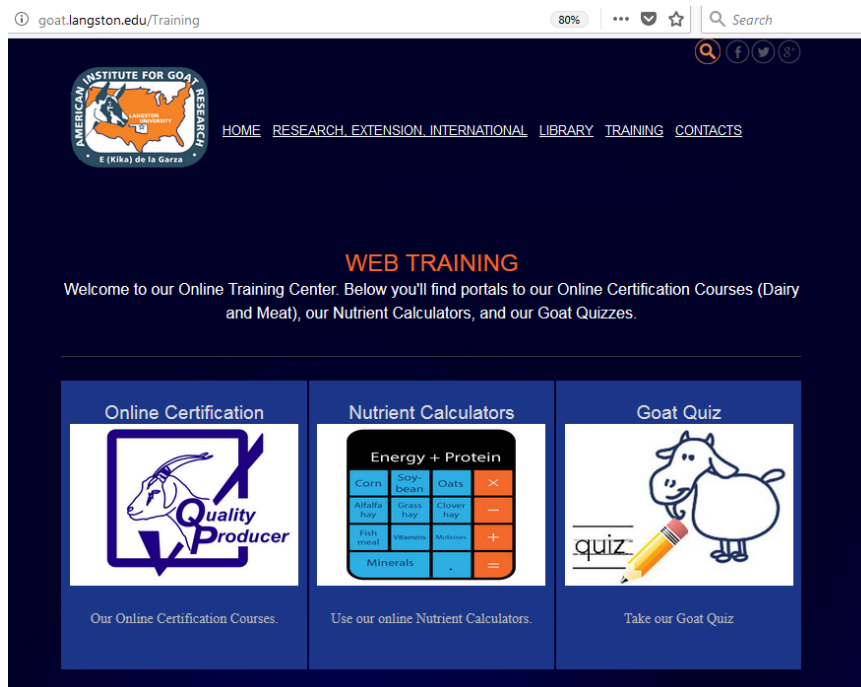 goat.langston.edu/Training
80%
Search
AMERICAN INSTITUTE FOR GOAT RESEARCH
LANGSTON
UNIVERSITY
E (Kika) de la Garza
HOME RESEARCH, EXTENSION, INTERNATIONAL LIBRARY TRAINING CONTACTS
WEB TRAINING
Welcome to our Online Training Center. Below you'll find portals to our Online Certification Courses (Dairy
and Meat), our Nutrient Calculators, and our Goat Quizzes.
Online Certification
Quality
Producer
Our Online Certification Courses.
Nutrient Calculators
Energy + Protein
Corn Soy-
bean Oats ×
Alfalfa
hay Grass
hay Clover
hay −
Fish
meal Vitamins Molasses +
Minerals . =
Use our online Nutrient Calculators.
Goat Quiz
quiz
Take our Goat Quiz